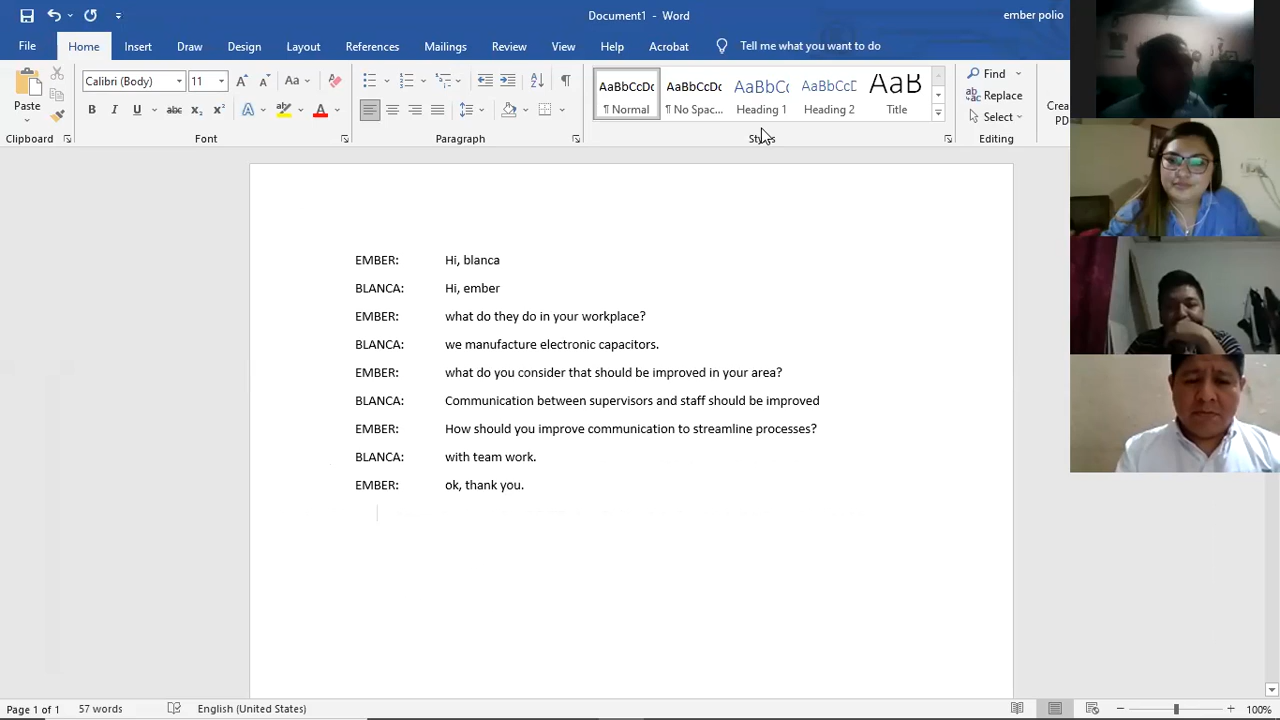 Document1 - Word
ember polio
File Home Insert Draw Design Layout References Mailings Review View Help Acrobat Tell me what you want to do
Paste
Clipboard
Calibri (Body) 11
Font
Paragraph
AaBbCcDc AaBbCcDc AaBbCc AaBbCcD AaB
¶ Normal ¶ No Spac... Heading 1 Heading 2 Title
Styles
Find
Replace
Select
Editing
Crea
PD
EMBER: Hi, blanca
BLANCA: Hi, ember
EMBER: what do they do in your workplace?
BLANCA: we manufacture electronic capacitors.
EMBER: what do you consider that should be improved in your area?
BLANCA: Communication between supervisors and staff should be improved
EMBER: How should you improve communication to streamline processes?
BLANCA: with team work.
EMBER: ok, thank you.
Page 1 of 1 57 words English (United States) 100%